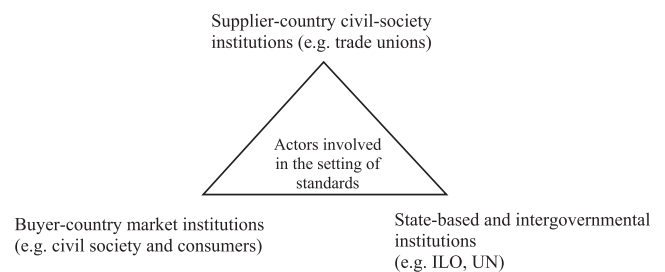 Supplier-country civil-society
institutions (e.g. trade unions)
Actors involved
in the setting of
standards
Buyer-country market institutions
(e.g. civil society and consumers)
State-based and intergovernmental
institutions
(e.g. ILO, UN)